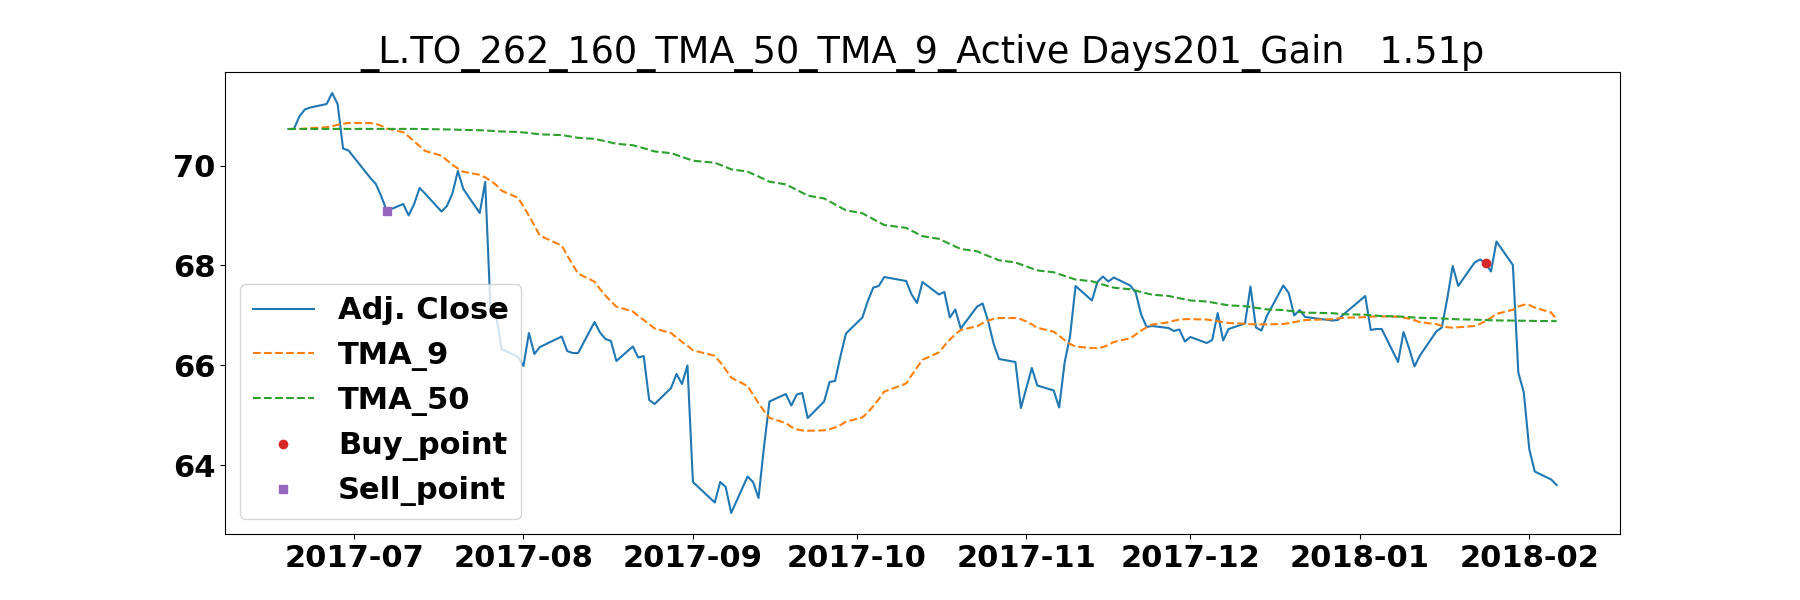 _L.TO_262_160_TMA_50_TMA_9_Active Days201_Gain   1.51p
70
68
66
64
Adj. Close
TMA_9
TMA_50
Buy_point
Sell_point
2017-07 2017-08 2017-09 2017-10 2017-11 2017-12 2018-01 2018-02